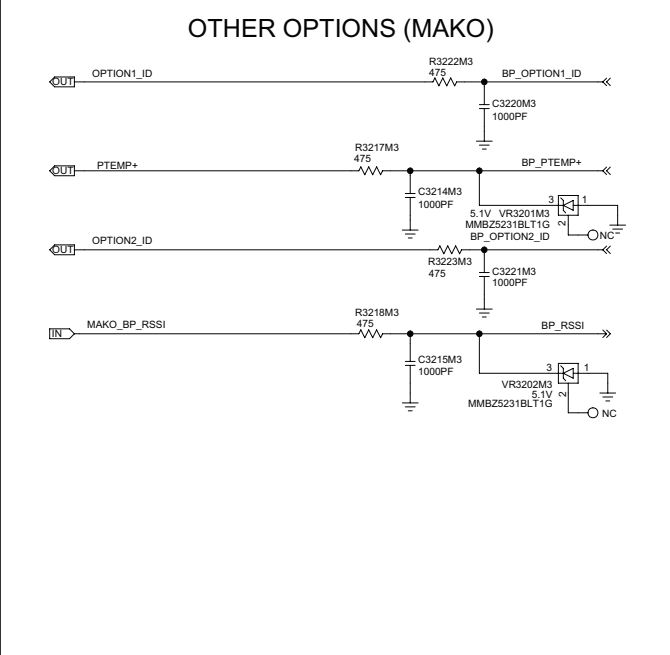 OTHER OPTIONS (MAKO)
R3222M3
OUT OPTION1_ID 475 BP_OPTION1_ID
C3220M3
1000PF
R3217M3
OUT PTEMP+ 475 BP_PTEMP+
C3214M3
1000PF
3 1
5.1V VR3201M3
MMBZ5231BLT1G 2 NC
OUT OPTION2_ID BP_OPTION2_ID
R3223M3
475
C3221M3
1000PF
R3218M3
IN MAKO_BP_RSSI 475 BP_RSSI
C3215M3
1000PF
3 1
VR3202M3
5.1V 2
MMBZ5231BLT1G
NC